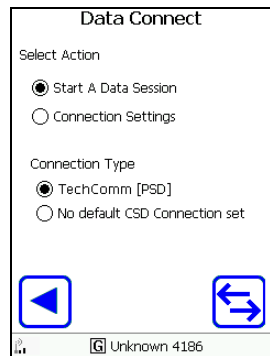 Data Connect
Select Action
Start A Data Session
Connection Settings
Connection Type
TechComm [PSD]
No default CSD Connection set
G Unknown 4186